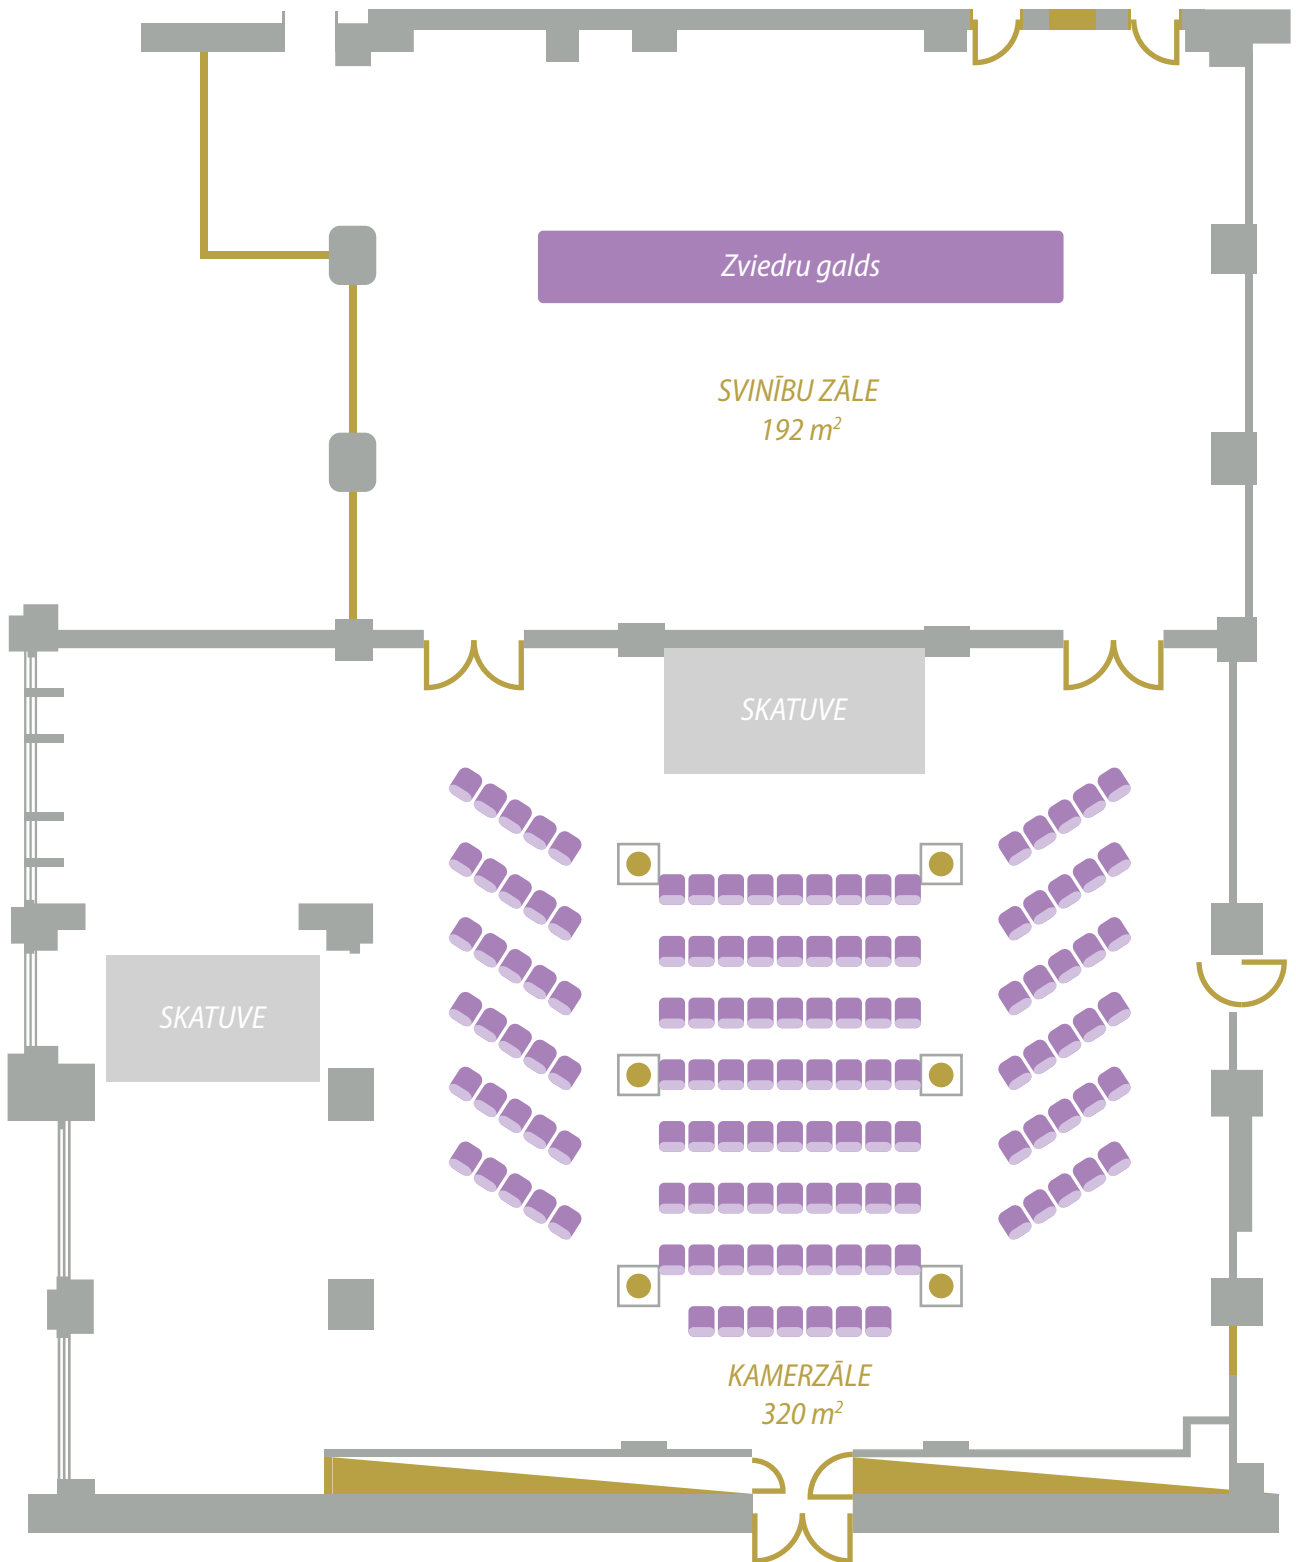 Zviedru galds
SVINĪBU ZĀLE
192 m²
SKATUVE
SKATUVE
KAMERZĀLE
320 m²